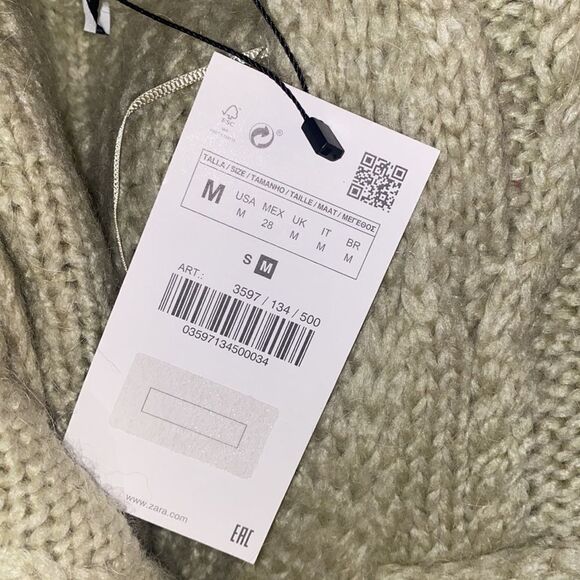 FSC
TALLA / SIZE / TAMANHO / TAILLE / MAAT / ΜΕΓΕΘΟΣ
M USA MEX UK IT BR
M 28 M M M
S M
ART.: 3597 / 134 / 500
03597134500034
www.zara.com
EAC